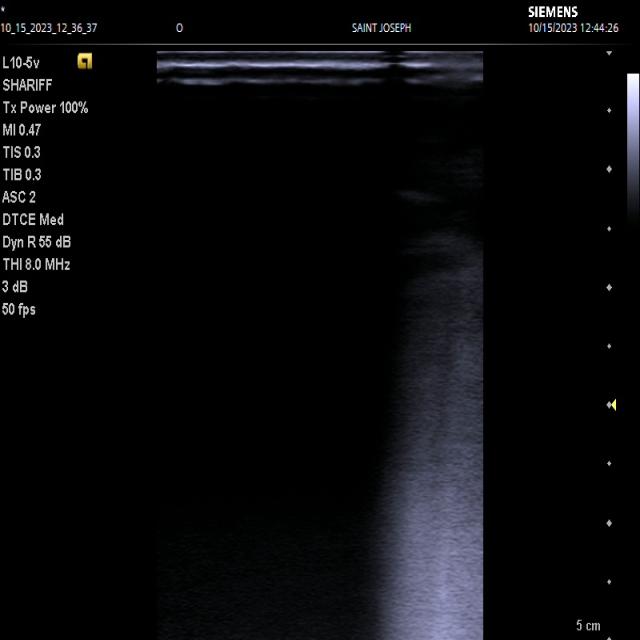 *
SIEMENS
10_15_2023_12_36_37 O SAINT JOSEPH 10/15/2023 12:44:26
L10-5v
SHARIFF
Tx Power 100%
MI 0.47
TIS 0.3
TIB 0.3
ASC 2
DTCE Med
Dyn R 55 dB
THI 8.0 MHz
3 dB
50 fps
5 cm